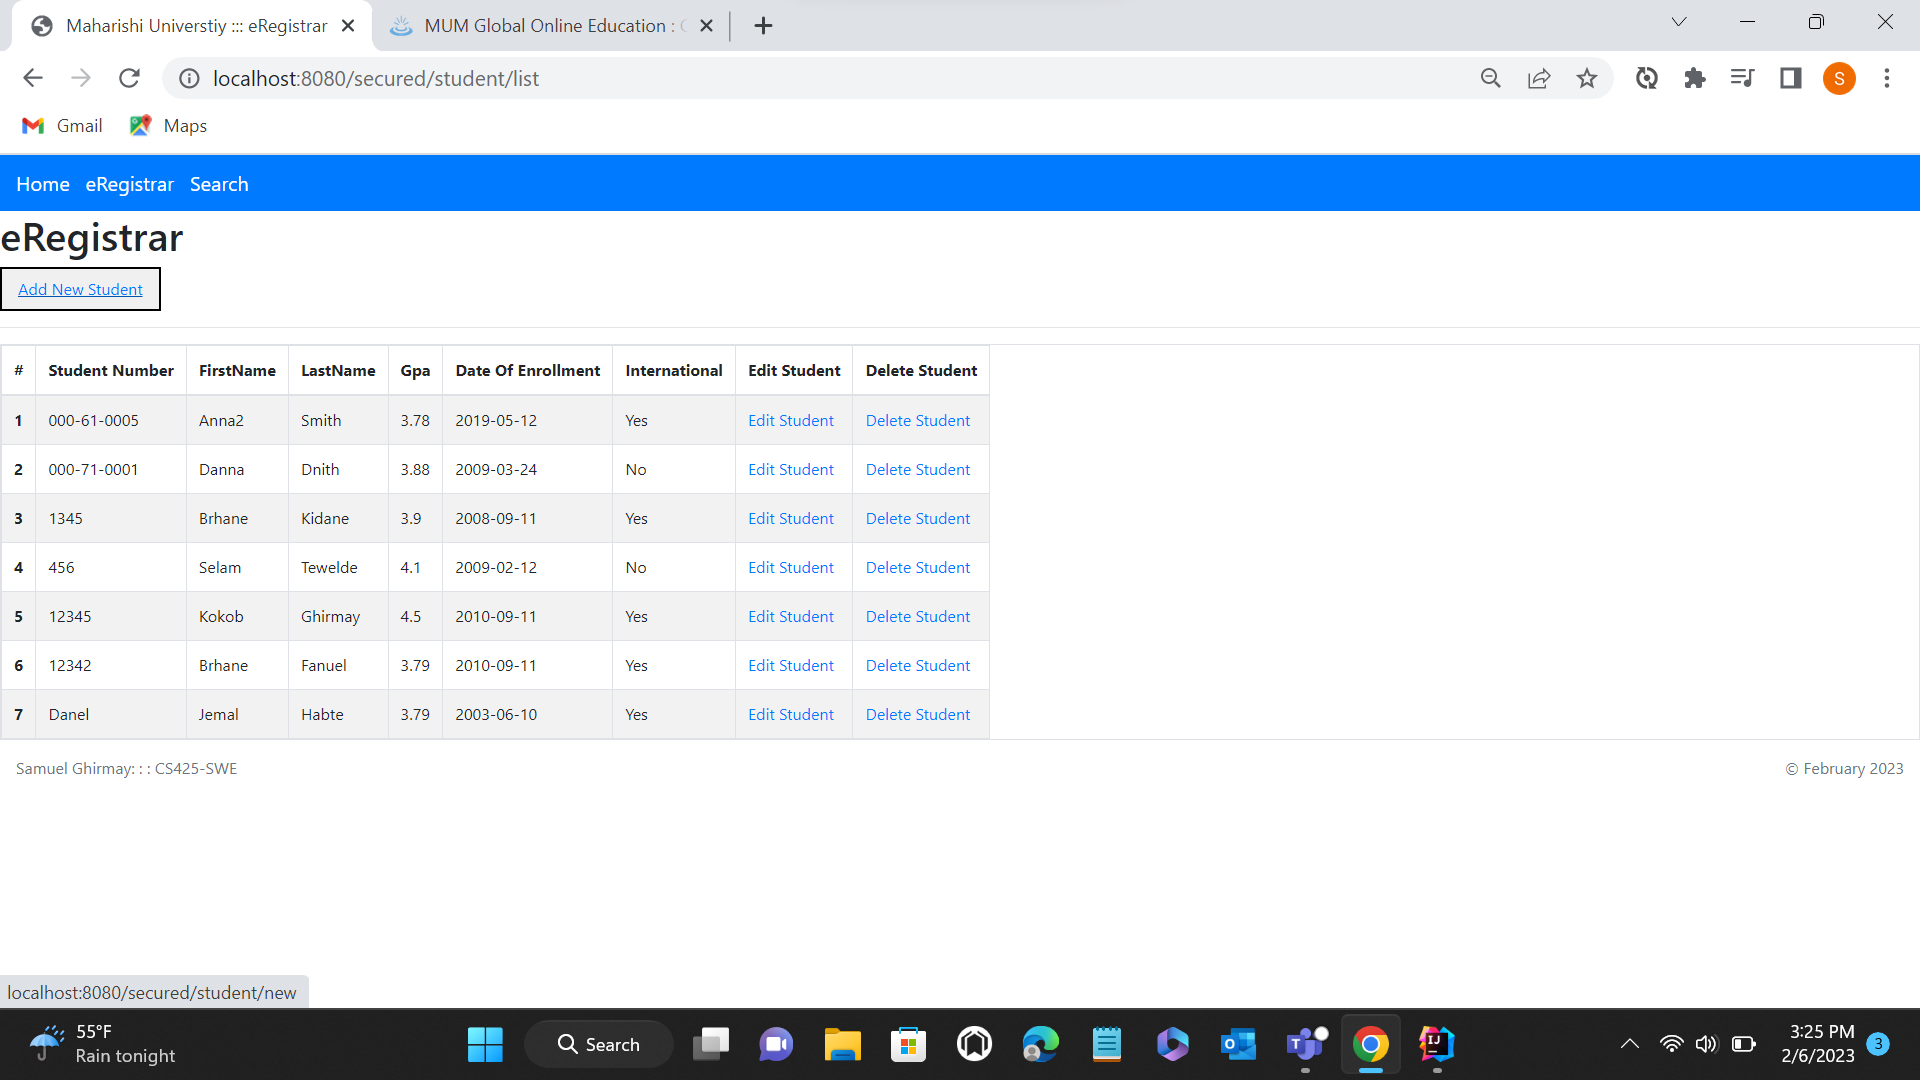 Maharishi Universtiy ::: eRegistrar
MUM Global Online Education :
localhost:8080/secured/student/list
S
Gmail Maps
Home eRegistrar Search
eRegistrar
Add New Student
# Student Number FirstName LastName Gpa Date Of Enrollment International Edit Student Delete Student
1 000-61-0005 Anna2 Smith 3.78 2019-05-12 Yes Edit Student Delete Student
2 000-71-0001 Danna Dnith 3.88 2009-03-24 No Edit Student Delete Student
3 1345 Brhane Kidane 3.9 2008-09-11 Yes Edit Student Delete Student
4 456 Selam Tewelde 4.1 2009-02-12 No Edit Student Delete Student
5 12345 Kokob Ghirmay 4.5 2010-09-11 Yes Edit Student Delete Student
6 12342 Brhane Fanuel 3.79 2010-09-11 Yes Edit Student Delete Student
7 Danel Jemal Habte 3.79 2003-06-10 Yes Edit Student Delete Student
Samuel Ghirmay: : : CS425-SWE © February 2023
localhost:8080/secured/student/new
55°F
Rain tonight
Search
3:25 PM
2/6/2023
3